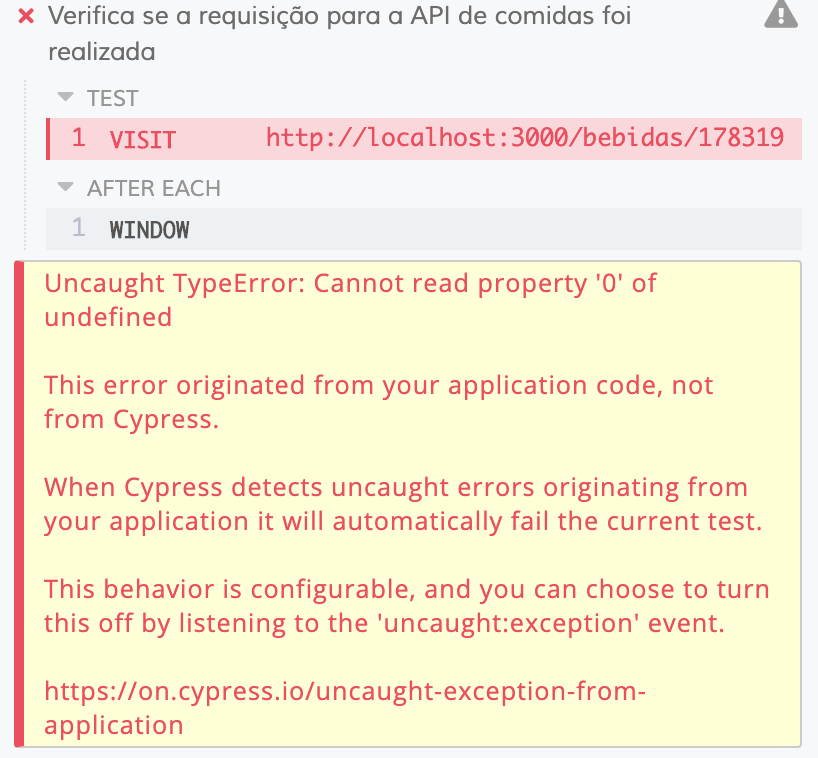 Verifica se a requisição para a API de comidas foi
realizada
TEST
1 VISIT http://localhost:3000/bebidas/178319
AFTER EACH
1 WINDOW
Uncaught TypeError: Cannot read property '0' of
undefined
This error originated from your application code, not
from Cypress.
When Cypress detects uncaught errors originating from
your application it will automatically fail the current test.
This behavior is configurable, and you can choose to turn
this off by listening to the 'uncaught:exception' event.
https://on.cypress.io/uncaught-exception-from-
application